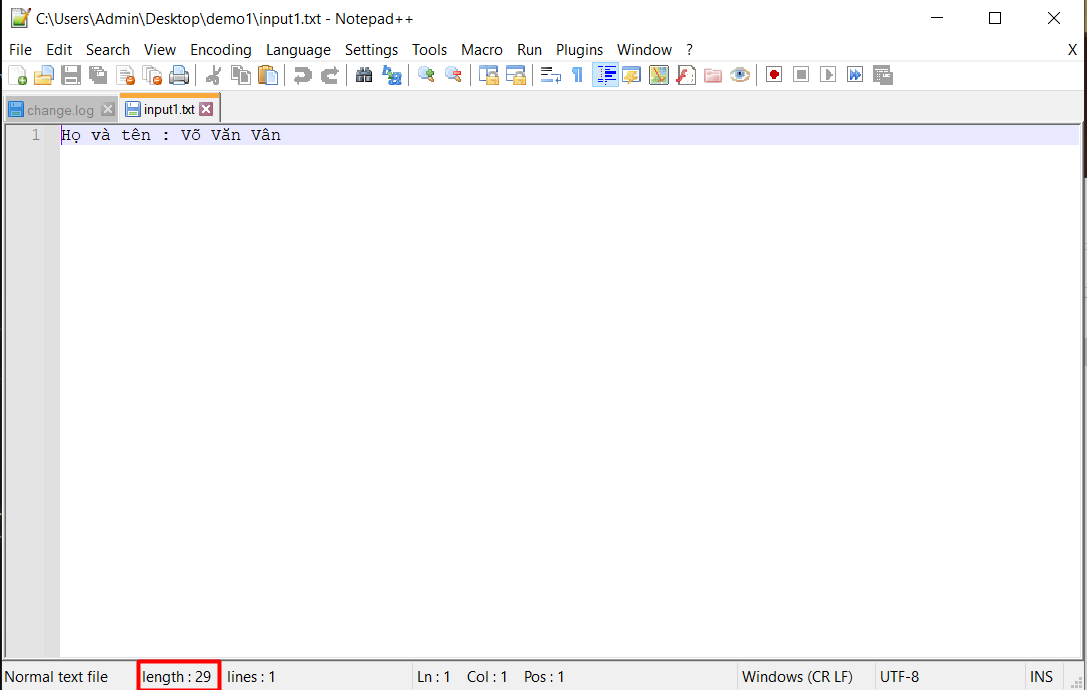 C:\Users\Admin\Desktop\demo1\input1.txt - Notepad++
File Edit Search View Encoding Language Settings Tools Macro Run Plugins Window ? X
change.log input1.txt
1 Họ và tên : Võ Văn Vân
Normal text file length : 29 lines : 1 Ln : 1 Col : 1 Pos : 1 Windows (CR LF) UTF-8 INS